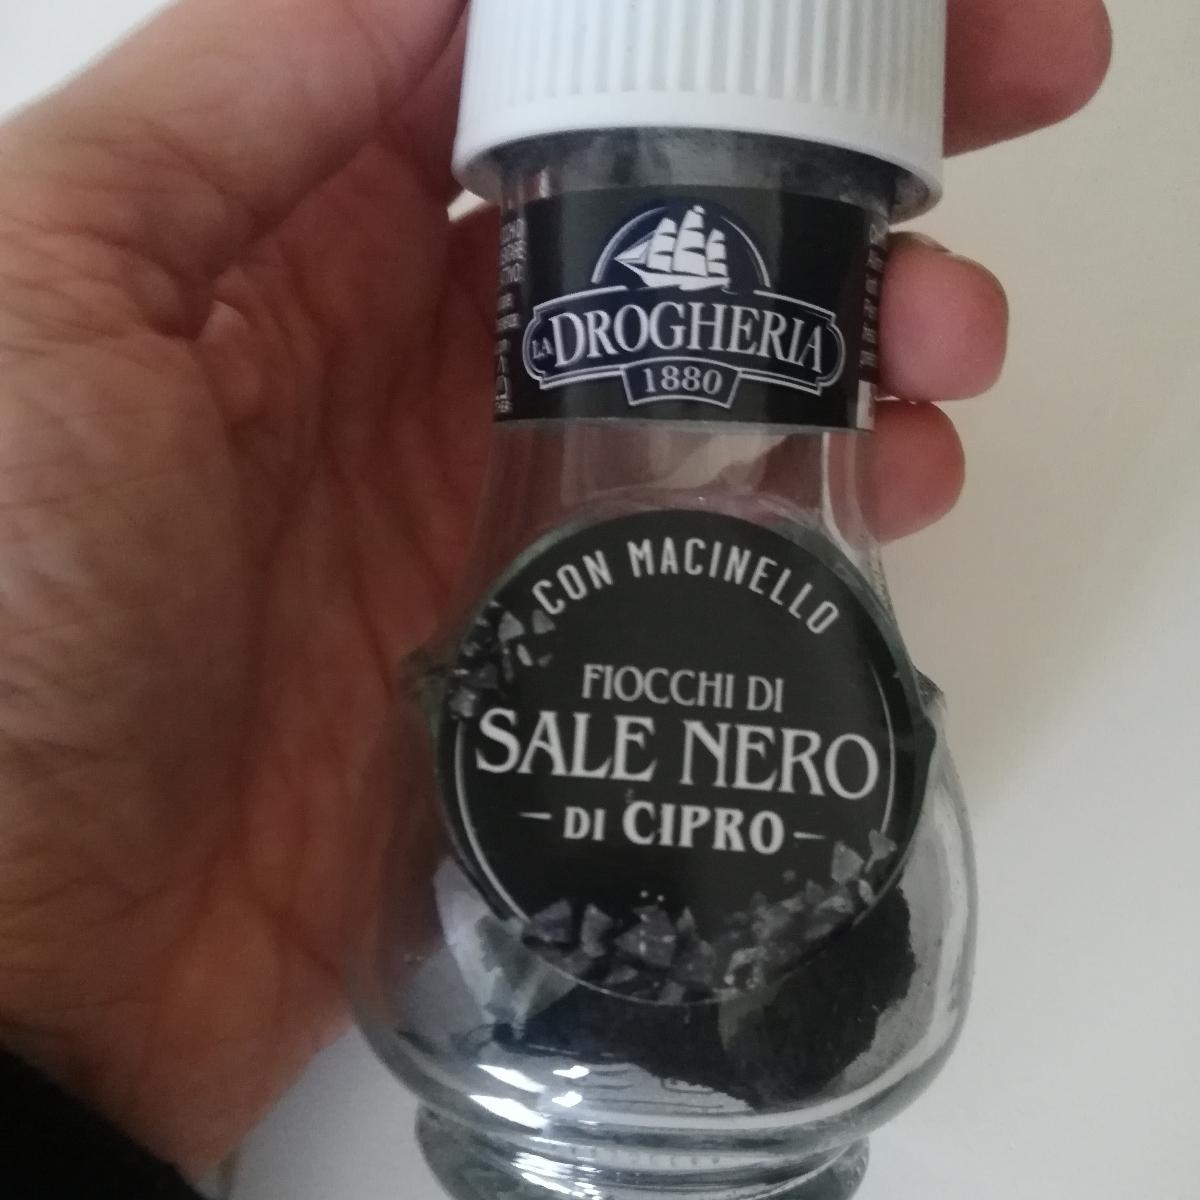 LA DROGHERIA
1880
CON MACINELLO
FIOCCHI DI
SALE NERO
DI CIPRO